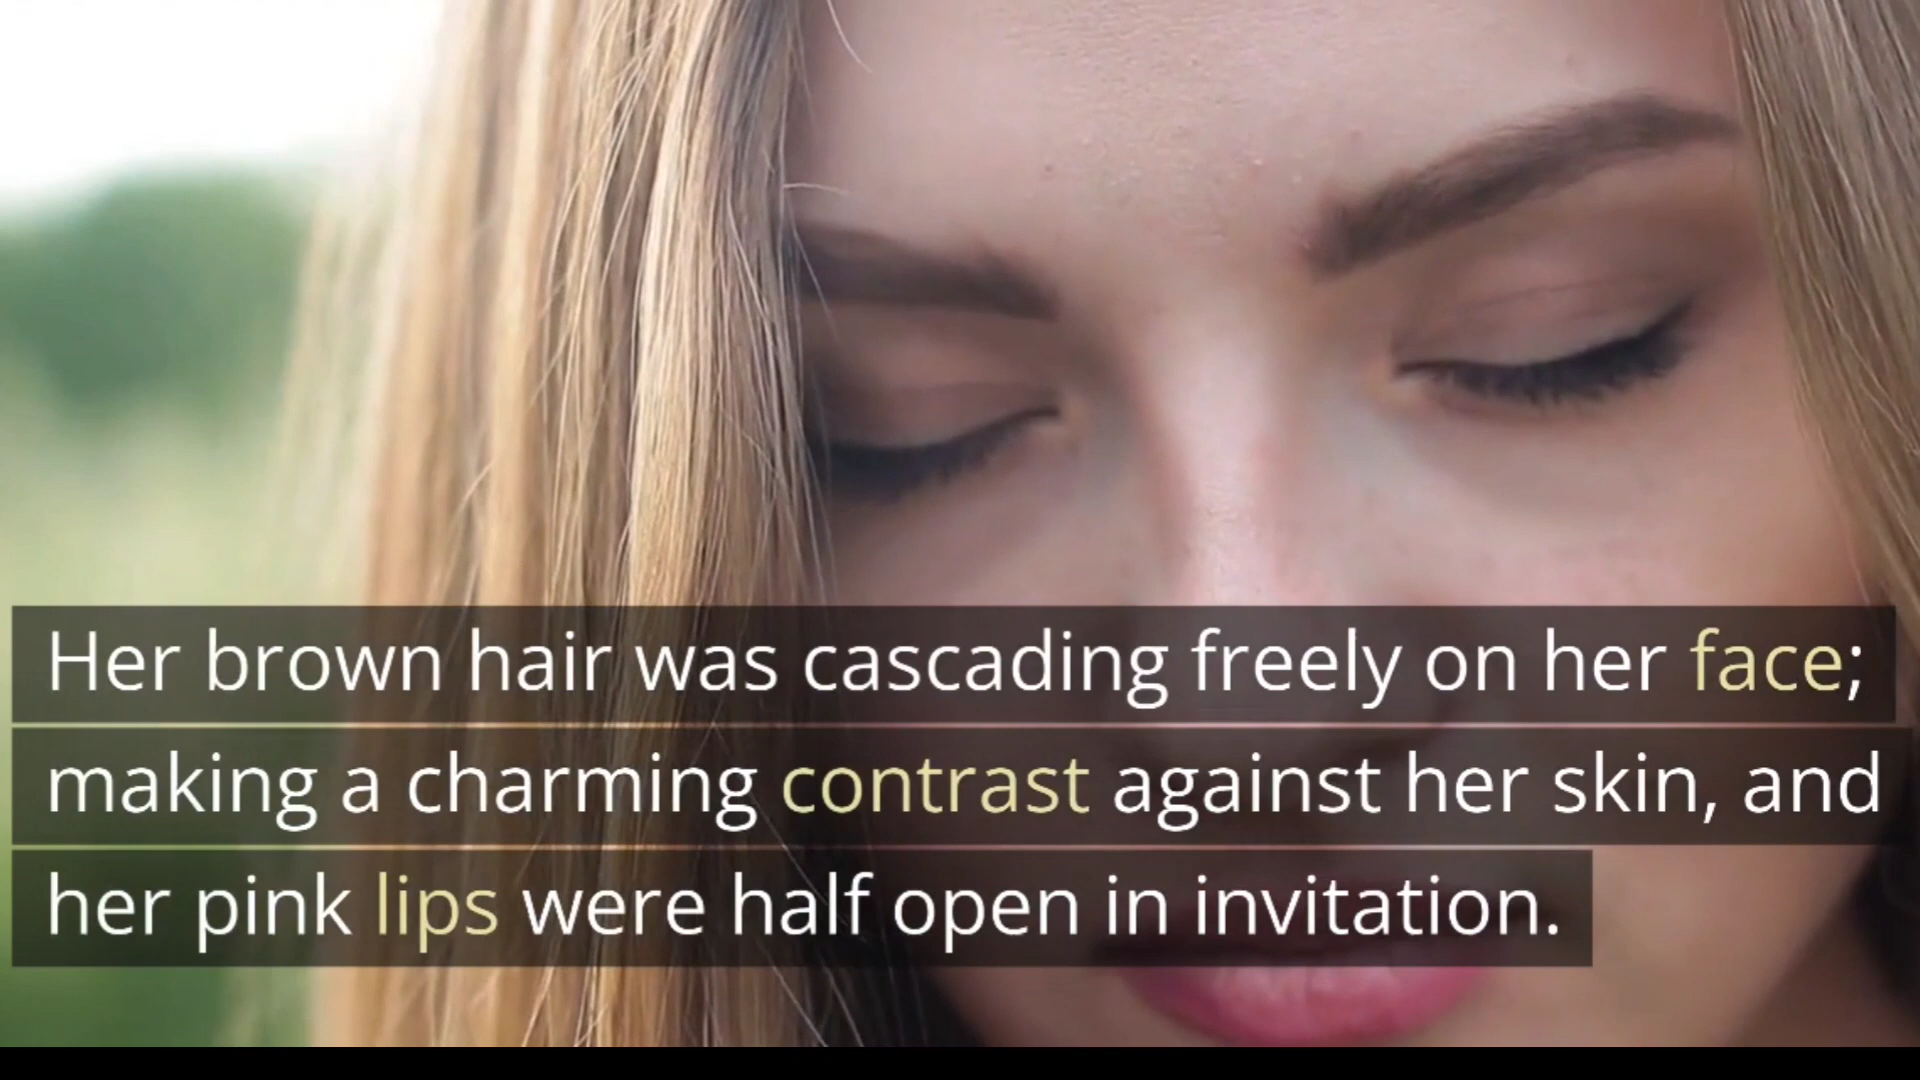 Her brown hair was cascading freely on her face;
making a charming contrast against her skin, and
her pink lips were half open in invitation.